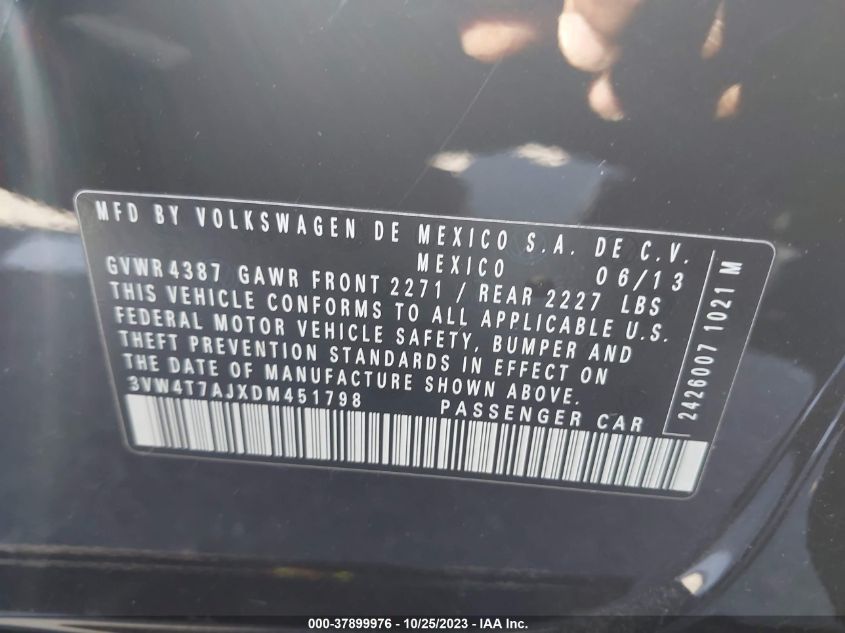 MFD BY VOLKSWAGEN DE MEXICO S.A. DE C.V.
MEXICO 06/13
GVWR 4387 GAWR FRONT 2271 / REAR 2227 LBS
THIS VEHICLE CONFORMS TO ALL APPLICABLE U.S.
FEDERAL MOTOR VEHICLE SAFETY, BUMPER AND
THEFT PREVENTION STANDARDS IN EFFECT ON
THE DATE OF MANUFACTURE SHOWN ABOVE.
3VW4T7AJXDM451798 PASSENGER CAR
2426007 1021 M
000-37899976 - 10/25/2023 - IAA Inc.